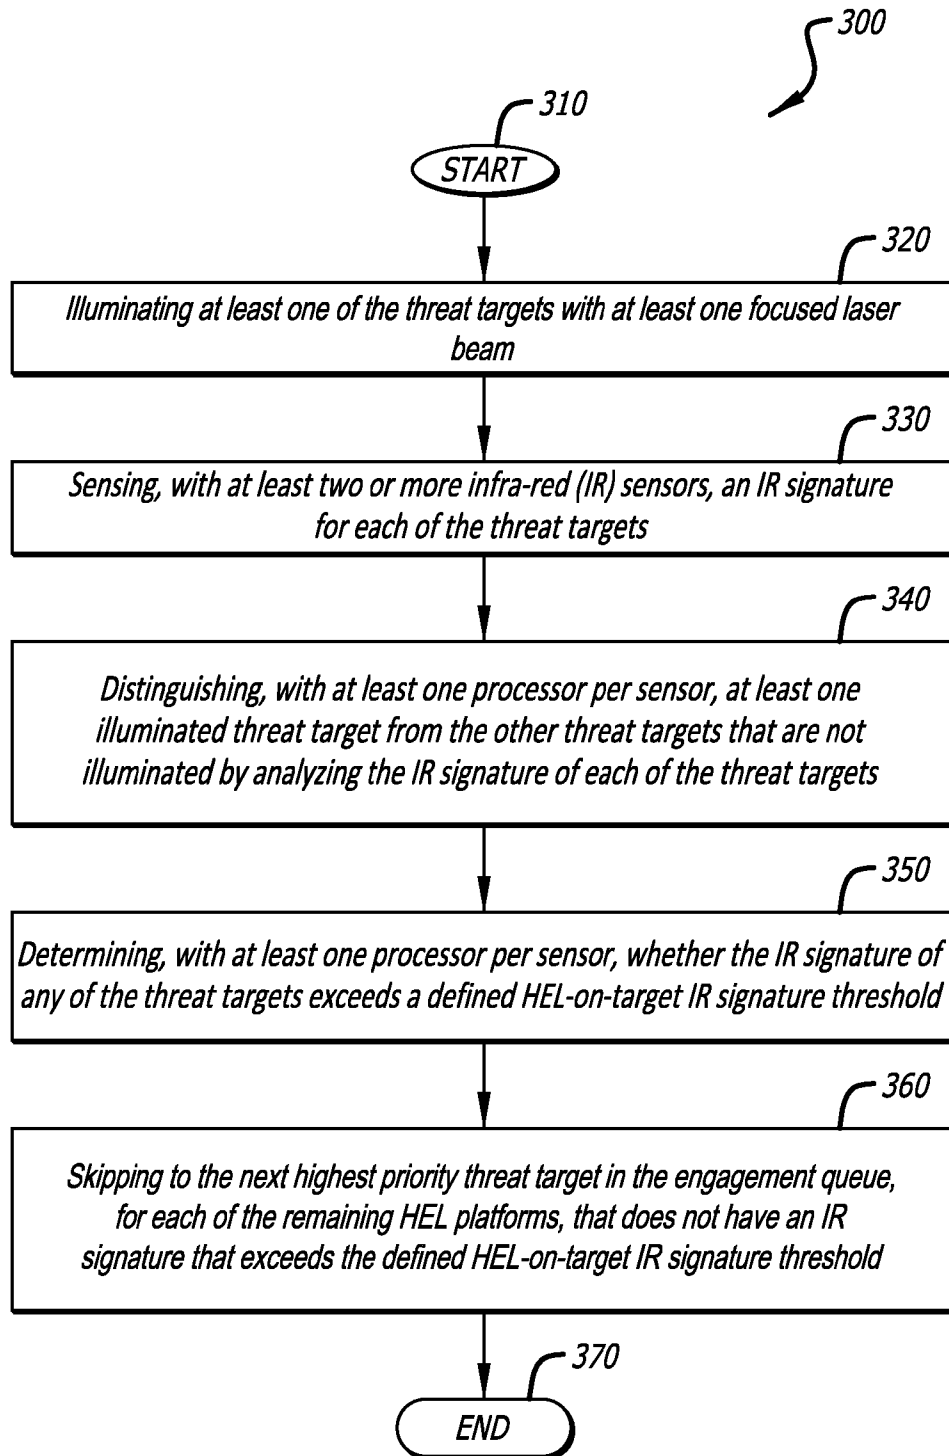 300
310
START
320
Illuminating at least one of the threat targets with at least one focused laser
beam
330
Sensing, with at least two or more infra-red (IR) sensors, an IR signature
for each of the threat targets
340
Distinguishing, with at least one processor per sensor, at least one
illuminated threat target from the other threat targets that are not
illuminated by analyzing the IR signature of each of the threat targets
350
Determining, with at least one processor per sensor, whether the IR signature of
any of the threat targets exceeds a defined HEL-on-target IR signature threshold
360
Skipping to the next highest priority threat target in the engagement queue,
for each of the remaining HEL platforms, that does not have an IR
signature that exceeds the defined HEL-on-target IR signature threshold
370
END